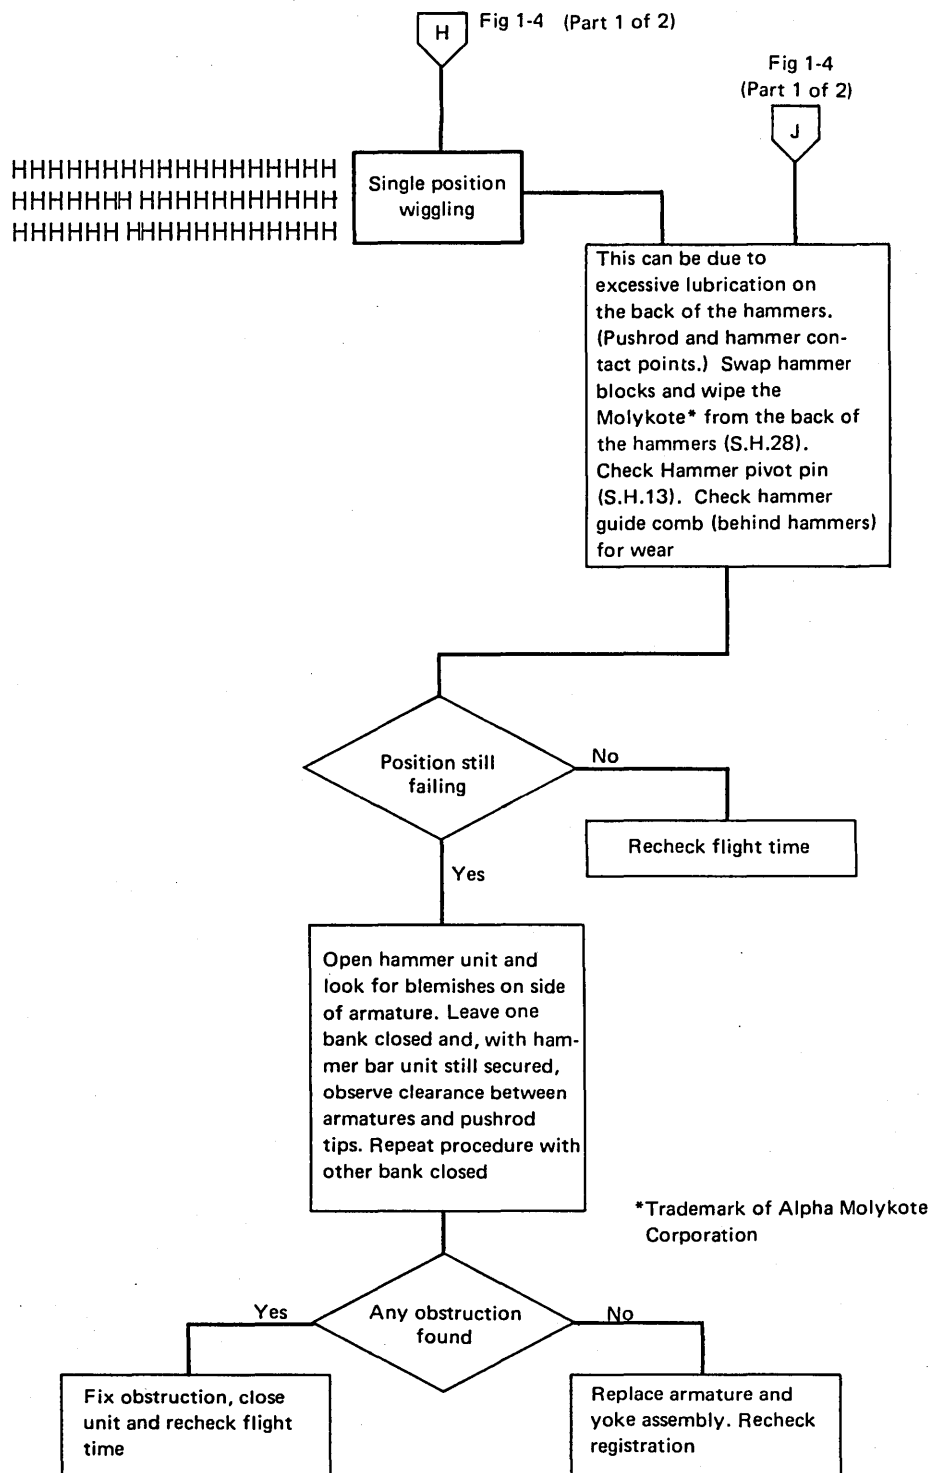 H
Fig 1-4 (Part 1 of 2)
Fig 1-4
(Part 1 of 2)
J
HHHHHHHHHHHHHHHHHH
HHHHHHH HHHHHHHHHHH
HHHHHH HHHHHHHHHHHH
Single position
wiggling
This can be due to
excessive lubrication on
the back of the hammers.
(Pushrod and hammer con-
tact points.) Swap hammer
blocks and wipe the
Molykote* from the back of
the hammers (S.H.28).
Check Hammer pivot pin
(S.H.13). Check hammer
guide comb (behind hammers)
for wear
Position still
failing
No
Recheck flight time
Yes
Open hammer unit and
look for blemishes on side
of armature. Leave one
bank closed and, with ham-
mer bar unit still secured,
observe clearance between
armatures and pushrod
tips. Repeat procedure with
other bank closed
*Trademark of Alpha Molykote
Corporation
Any obstruction
found
Yes
No
Fix obstruction, close
unit and recheck flight
time
Replace armature and
yoke assembly. Recheck
registration